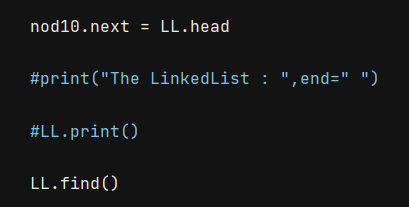 nod10.next = LL.head
#print("The LinkedList : ",end=" ")
#LL.print()
LL.find()